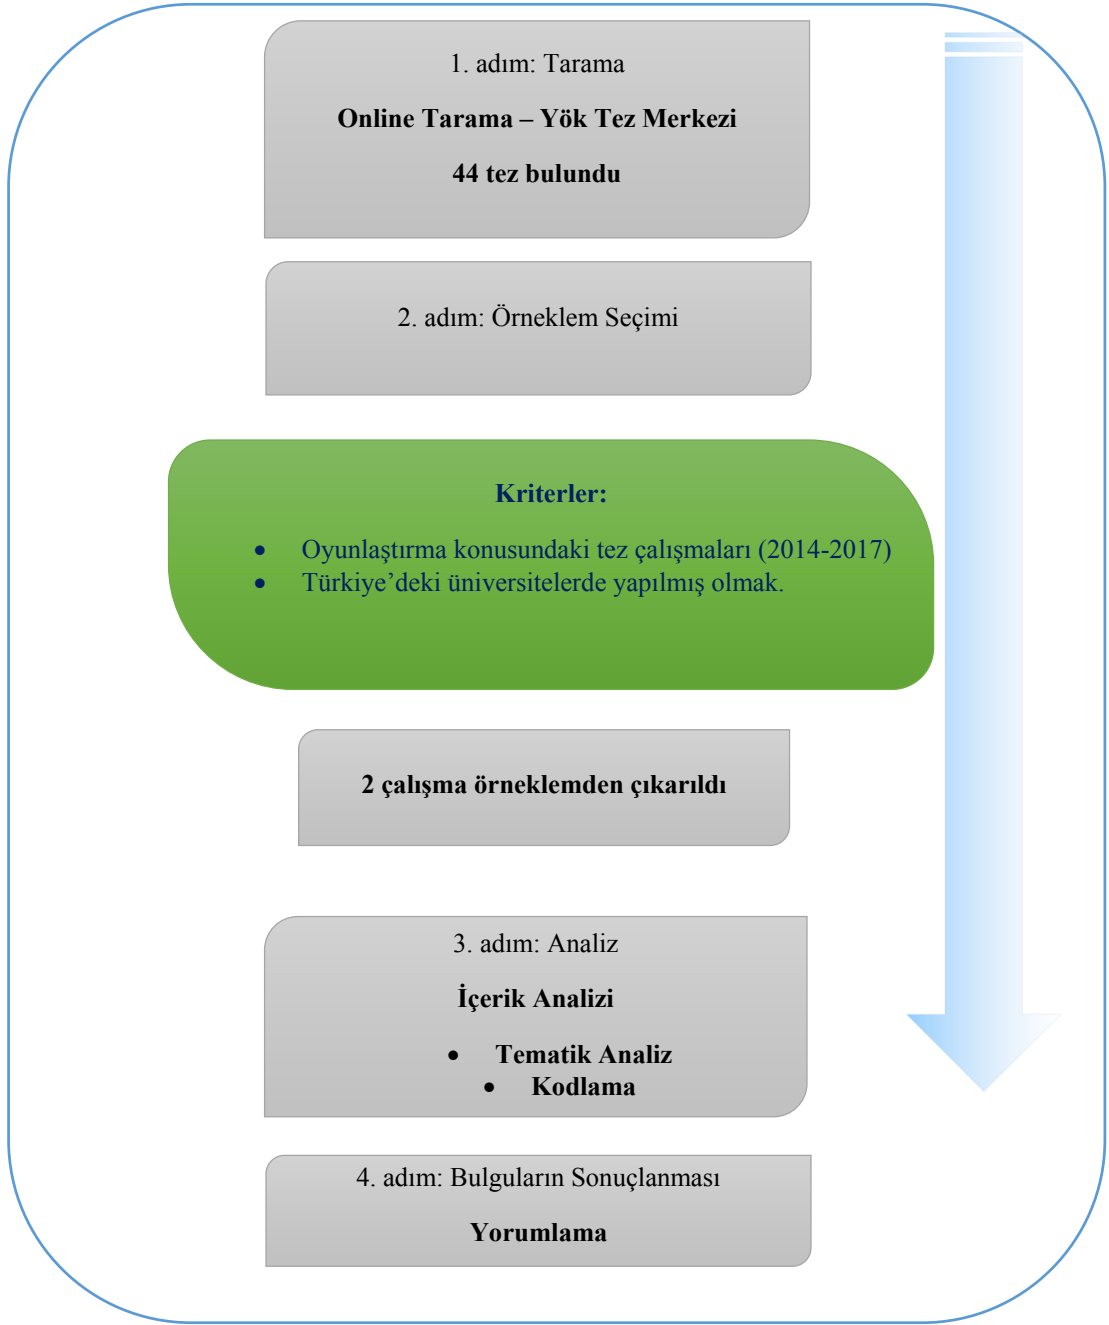 1. adım: Tarama
Online Tarama – Yök Tez Merkezi
44 tez bulundu
2. adım: Örneklem Seçimi
Kriterler:
• Oyunlaştırma konusundaki tez çalışmaları (2014-2017)
• Türkiye’deki üniversitelerde yapılmış olmak.
2 çalışma örneklemden çıkarıldı
3. adım: Analiz
İçerik Analizi
• Tematik Analiz
• Kodlama
4. adım: Bulguların Sonuçlanması
Yorumlama